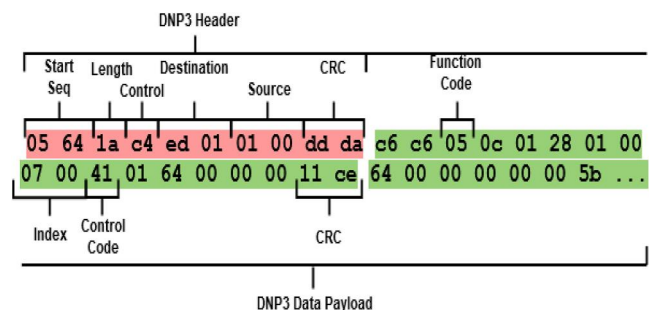 DNP3 Header
Start Seq Length Control Destination Source CRC Function Code
05 64 1a c4 ed 01 01 00 dd da c6 c6 05 0c 01 28 01 00
07 00 41 01 64 00 00 00 11 ce 64 00 00 00 00 00 5b ...
Index Control Code CRC
DNP3 Data Payload